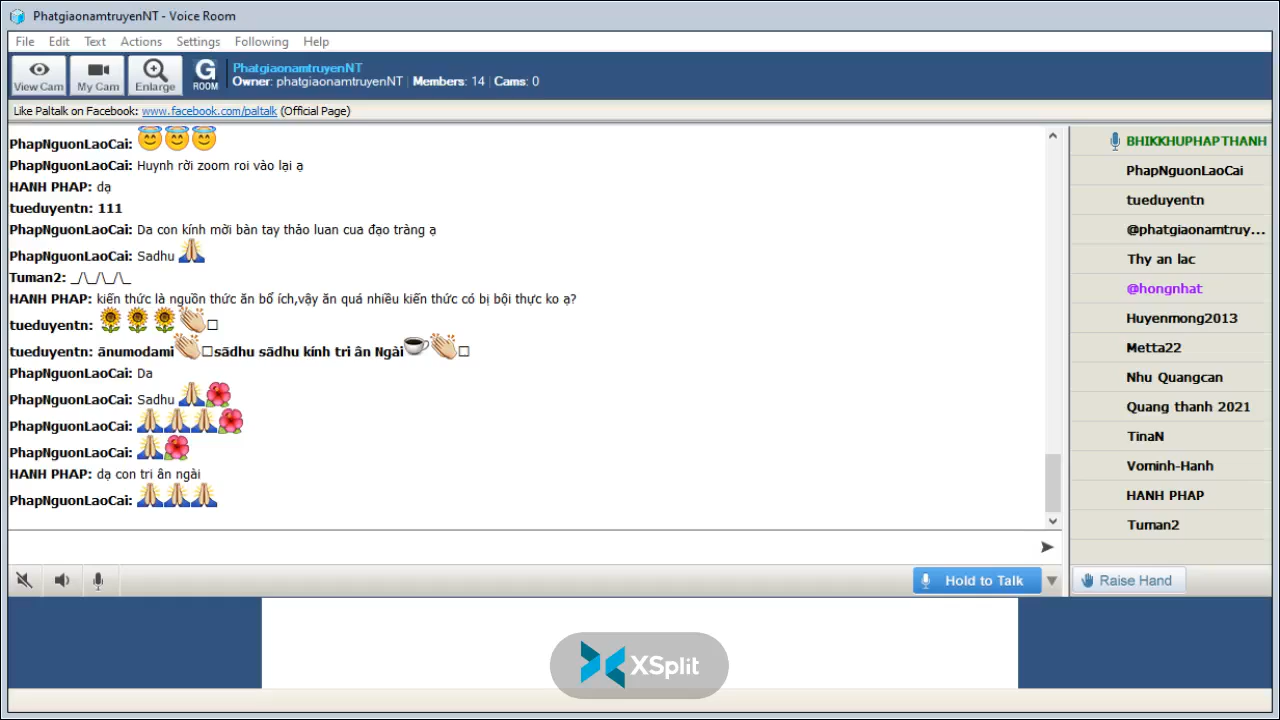 PhatgiaonamtruyenNT - Voice Room
File Edit Text Actions Settings Following Help
View Cam My Cam Enlarge G ROOM
PhatgiaonamtruyenNT
Owner: phatgiaonamtruyenNT | Members: 14 | Cams: 0
Like Paltalk on Facebook: www.facebook.com/paltalk (Official Page)
PhapNguonLaoCai: 😇😇😇
PhapNguonLaoCai: Huynh rời zoom roi vào lại ạ
HANH PHAP: dạ
tueduyentn: 111
PhapNguonLaoCai: Da con kính mời bàn tay thảo luan cua đạo tràng ạ
PhapNguonLaoCai: Sadhu 🙏
Tuman2: _/\_/\_/\_
HANH PHAP: kiến thức là nguồn thức ăn bổ ích,vậy ăn quá nhiều kiến thức có bị bội thực ko ạ?
tueduyentn: 🌻🌻🌻👏□
tueduyentn: ānumodami👏□sādhu sādhu kính tri ân Ngài☕👏□
PhapNguonLaoCai: Da
PhapNguonLaoCai: Sadhu 🙏🌺
PhapNguonLaoCai: 🙏🙏🙏🌺
PhapNguonLaoCai: 🙏🌺
HANH PHAP: dạ con tri ân ngài
PhapNguonLaoCai: 🙏🙏🙏
BHIKKHUPHAPTHANH
PhapNguonLaoCai
tueduyentn
@phatgiaonamtruy...
Thy an lac
@hongnhat
Huyenmong2013
Metta22
Nhu Quangcan
Quang thanh 2021
TinaN
Vominh-Hanh
HANH PHAP
Tuman2
Hold to Talk
Raise Hand
XSplit